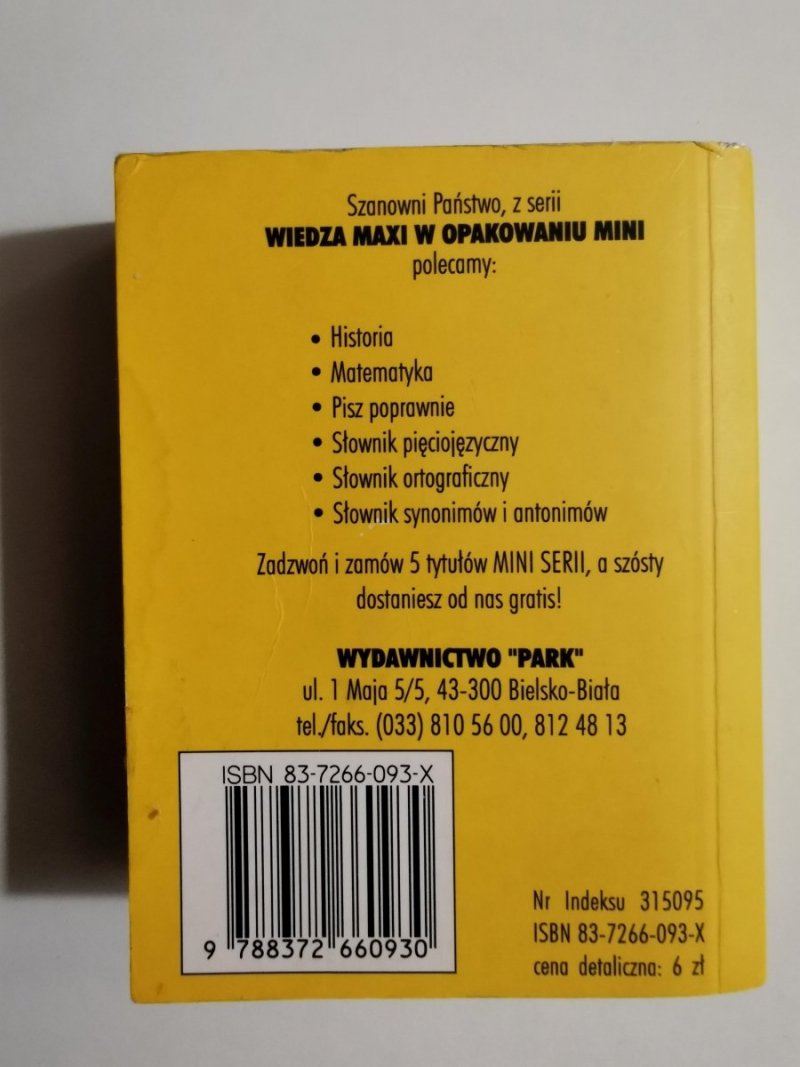 Szanowni Państwo, z serii
WIEDZA MAXI W OPAKOWANIU MINI
polecamy:
• Historia
• Matematyka
• Pisz poprawnie
• Słownik pięciojęzyczny
• Słownik ortograficzny
• Słownik synonimów i antonimów
Zadzwoń i zamów 5 tytułów MINI SERII, a szósty
dostaniesz od nas gratis!
WYDAWNICTWO "PARK"
ul. 1 Maja 5/5, 43-300 Bielsko-Biała
tel./faks. (033) 810 56 00, 812 48 13
ISBN 83-7266-093-X
9 788372 660930
Nr Indeksu 315095
ISBN 83-7266-093-X
cena detaliczna: 6 zł